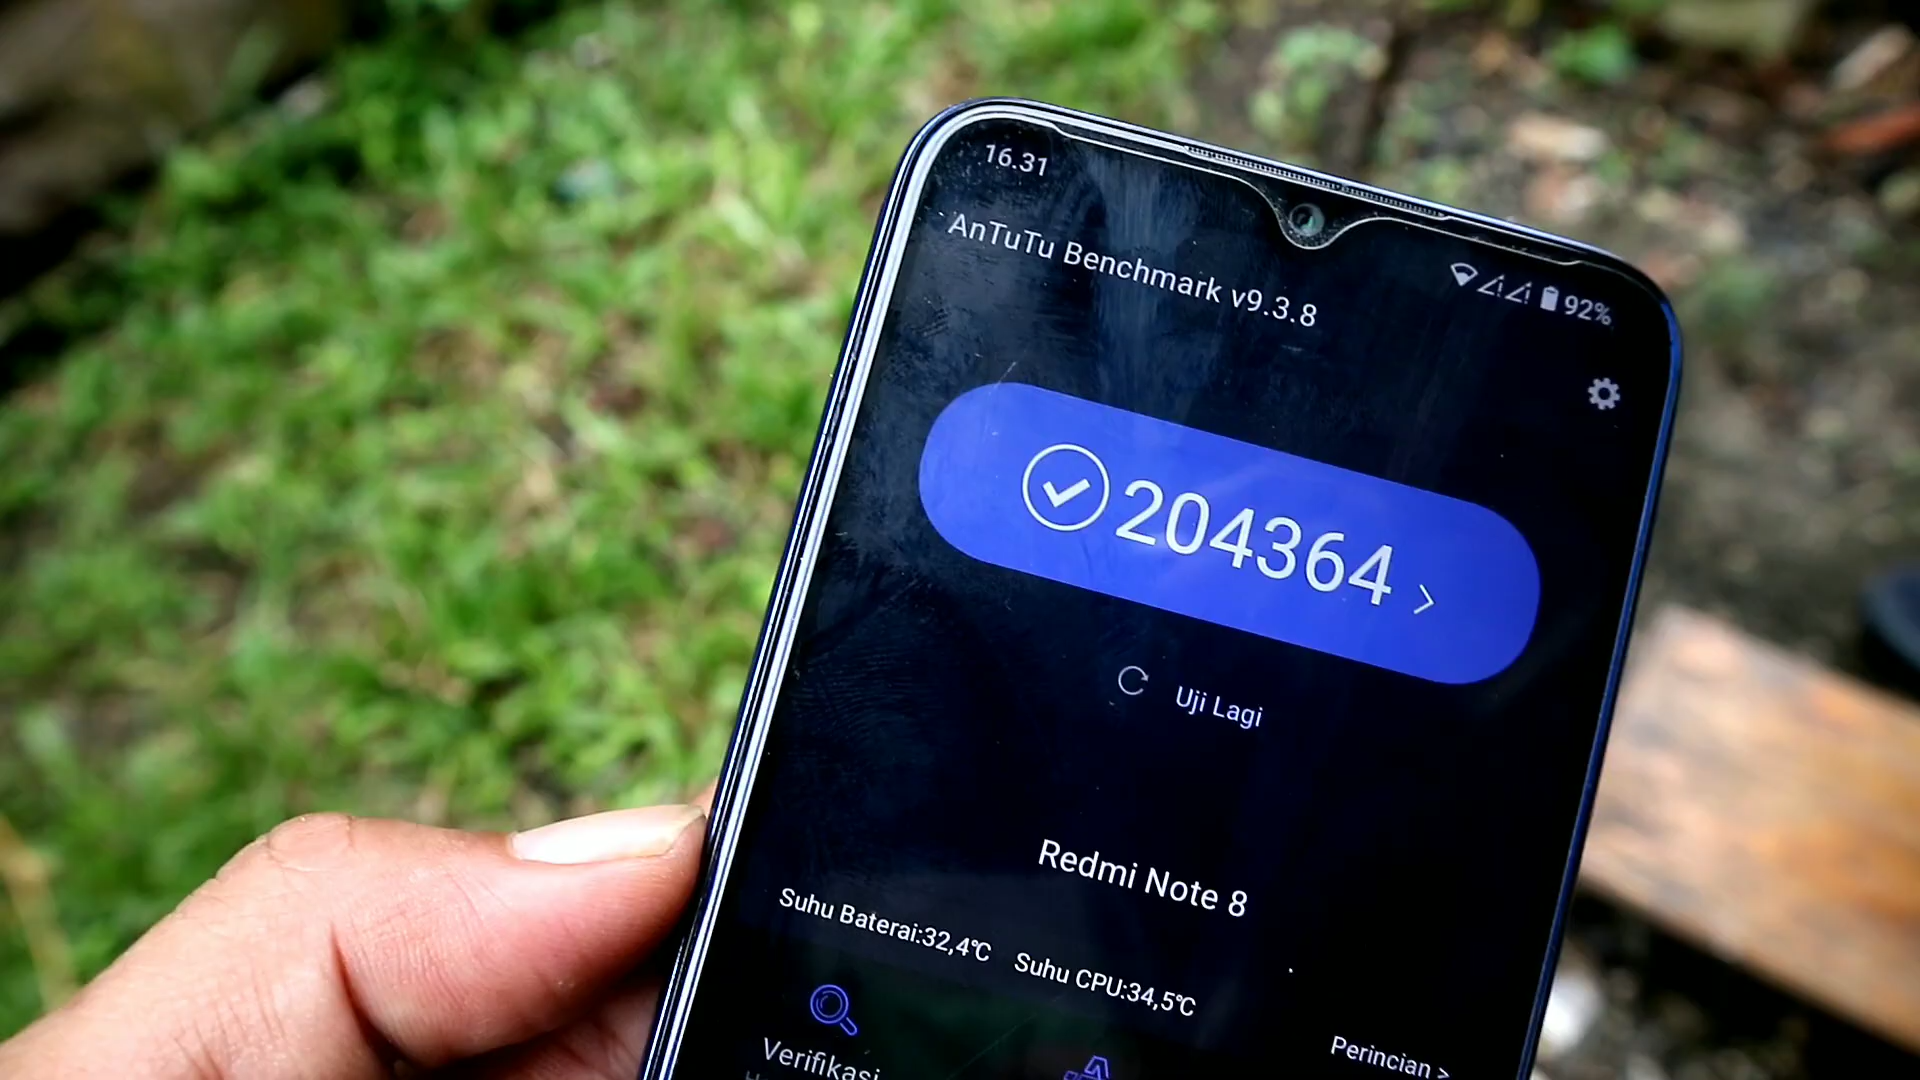 16.31
92%
AnTuTu Benchmark v9.3.8
204364 >
Uji Lagi
Redmi Note 8
Suhu Baterai:32,4℃ Suhu CPU:34,5℃
Perincian >
Verifikasi